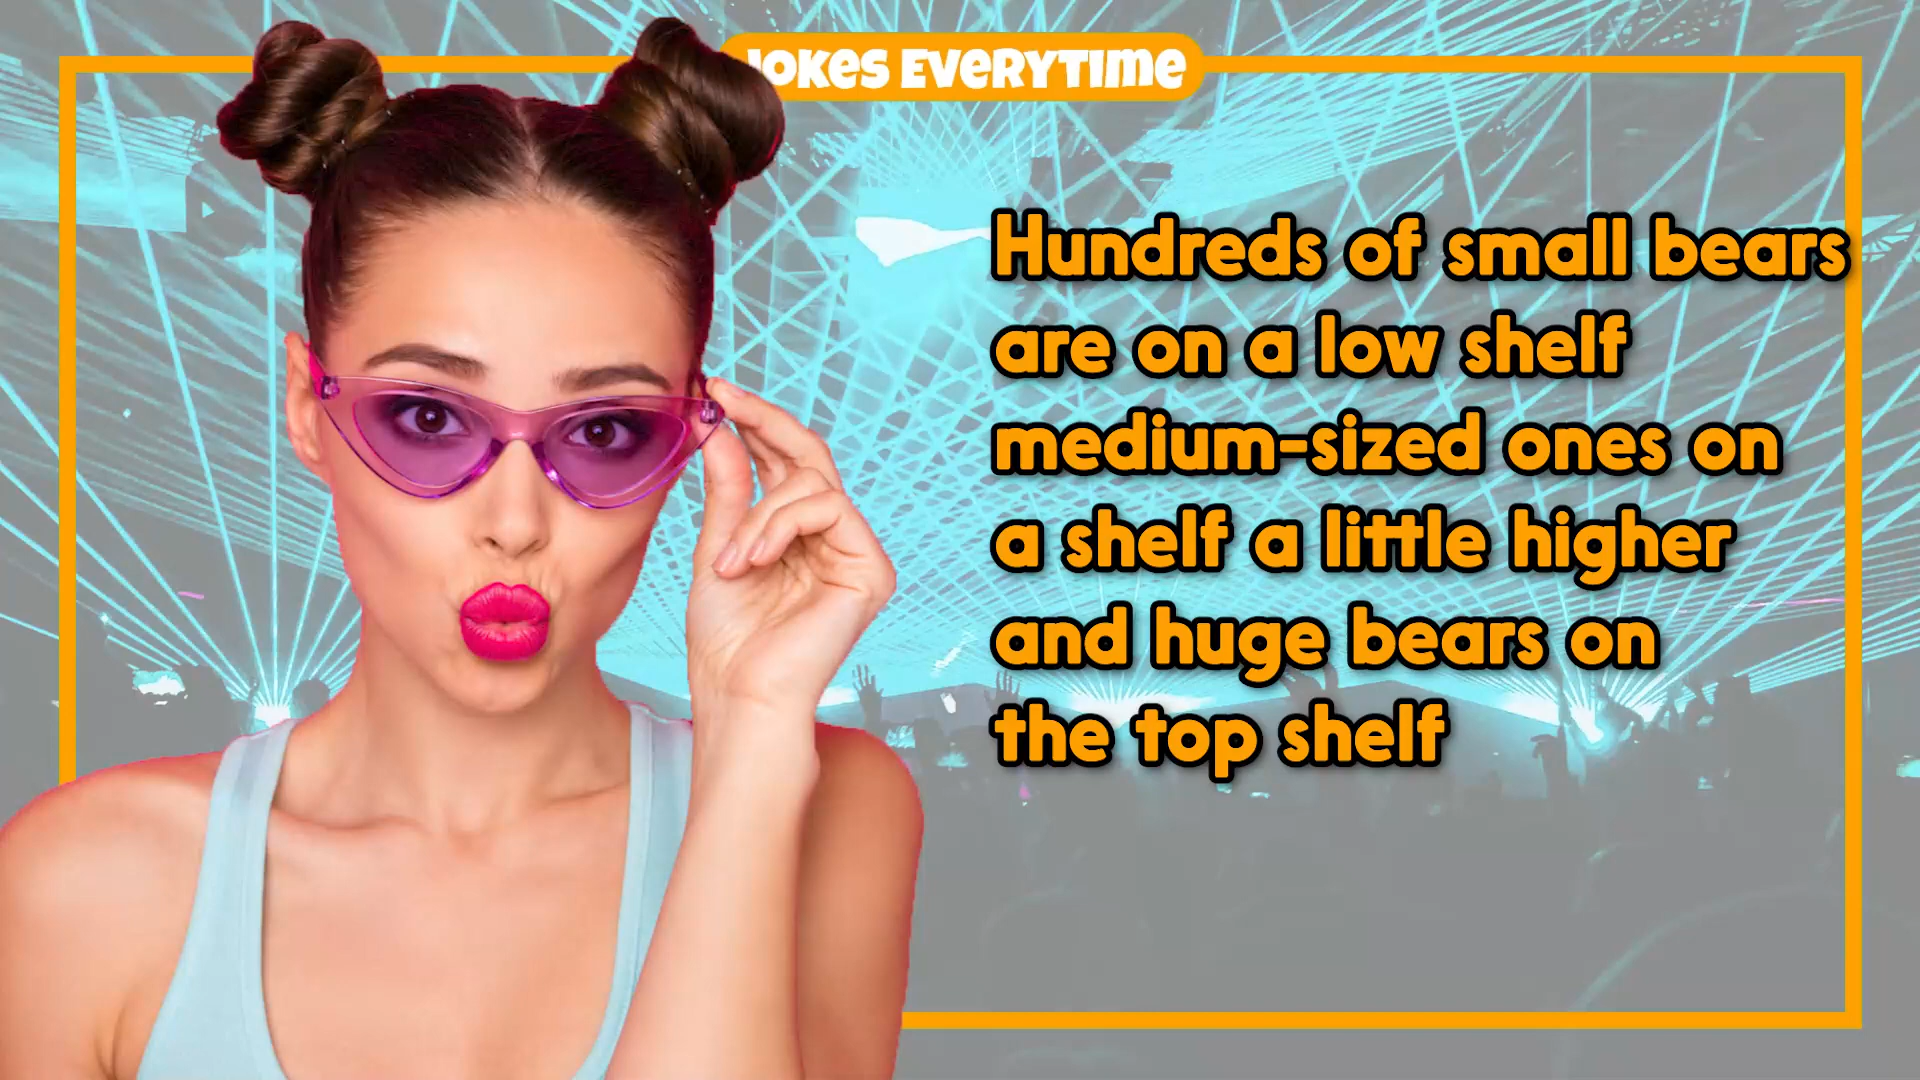 JOKES EVERYTIME
Hundreds of small bears
are on a low shelf
medium-sized ones on
a shelf a little higher
and huge bears on
the top shelf